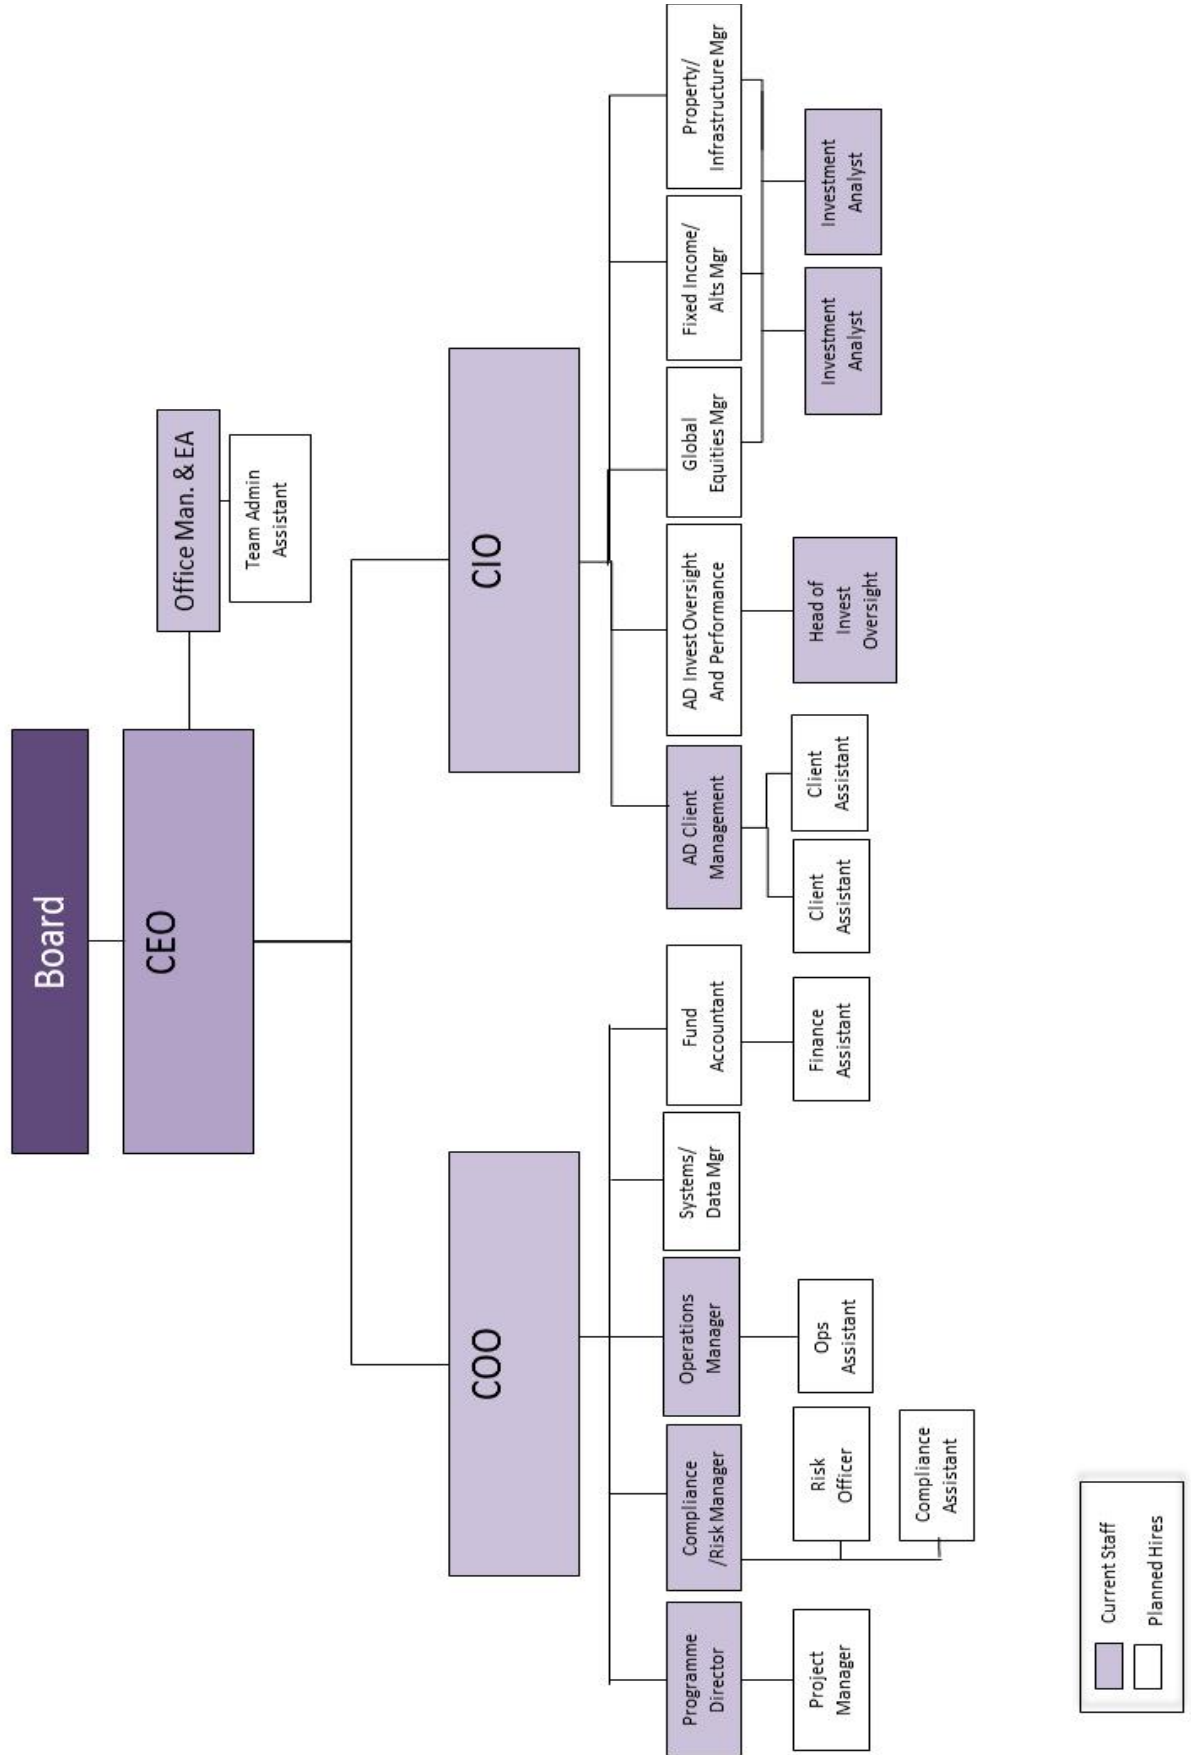 Board
CEO
Office Man. & EA
Team Admin
Assistant
COO
CIO
Programme
Director
Compliance
/Risk Manager
Operations
Manager
Systems/
Data Mgr
Fund
Accountant
AD Client
Management
AD Invest Oversight
And Performance
Global
Equities Mgr
Fixed Income/
Alts Mgr
Property/
Infrastructure Mgr
Project
Manager
Risk
Officer
Compliance
Assistant
Ops
Assistant
Finance
Assistant
Client
Assistant
Client
Assistant
Head of
Invest
Oversight
Investment
Analyst
Investment
Analyst
Current Staff
Planned Hires